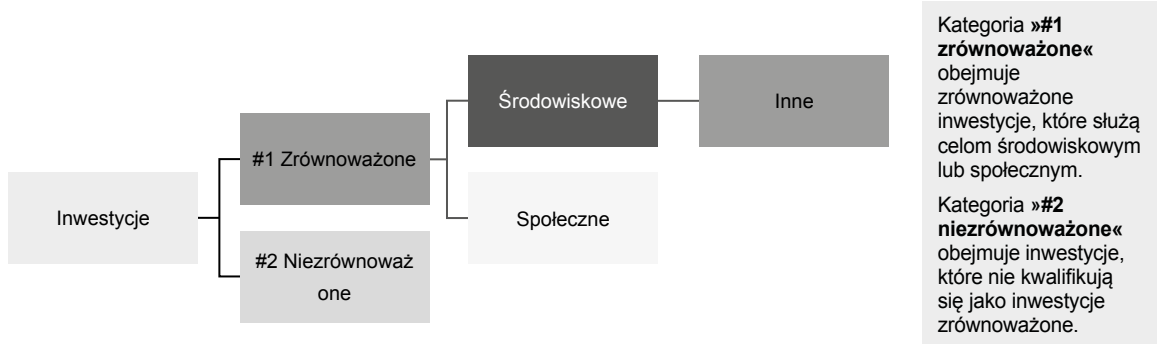 Inwestycje
#1 Zrównoważone
#2 Niezrównoważ
one
Środowiskowe
Społeczne
Inne
Kategoria »#1
zrównoważone«
obejmuje
zrównoważone
inwestycje, które służą
celom środowiskowym
lub społecznym.
Kategoria »#2
niezrównoważone«
obejmuje inwestycje,
które nie kwalifikują
się jako inwestycje
zrównoważone.